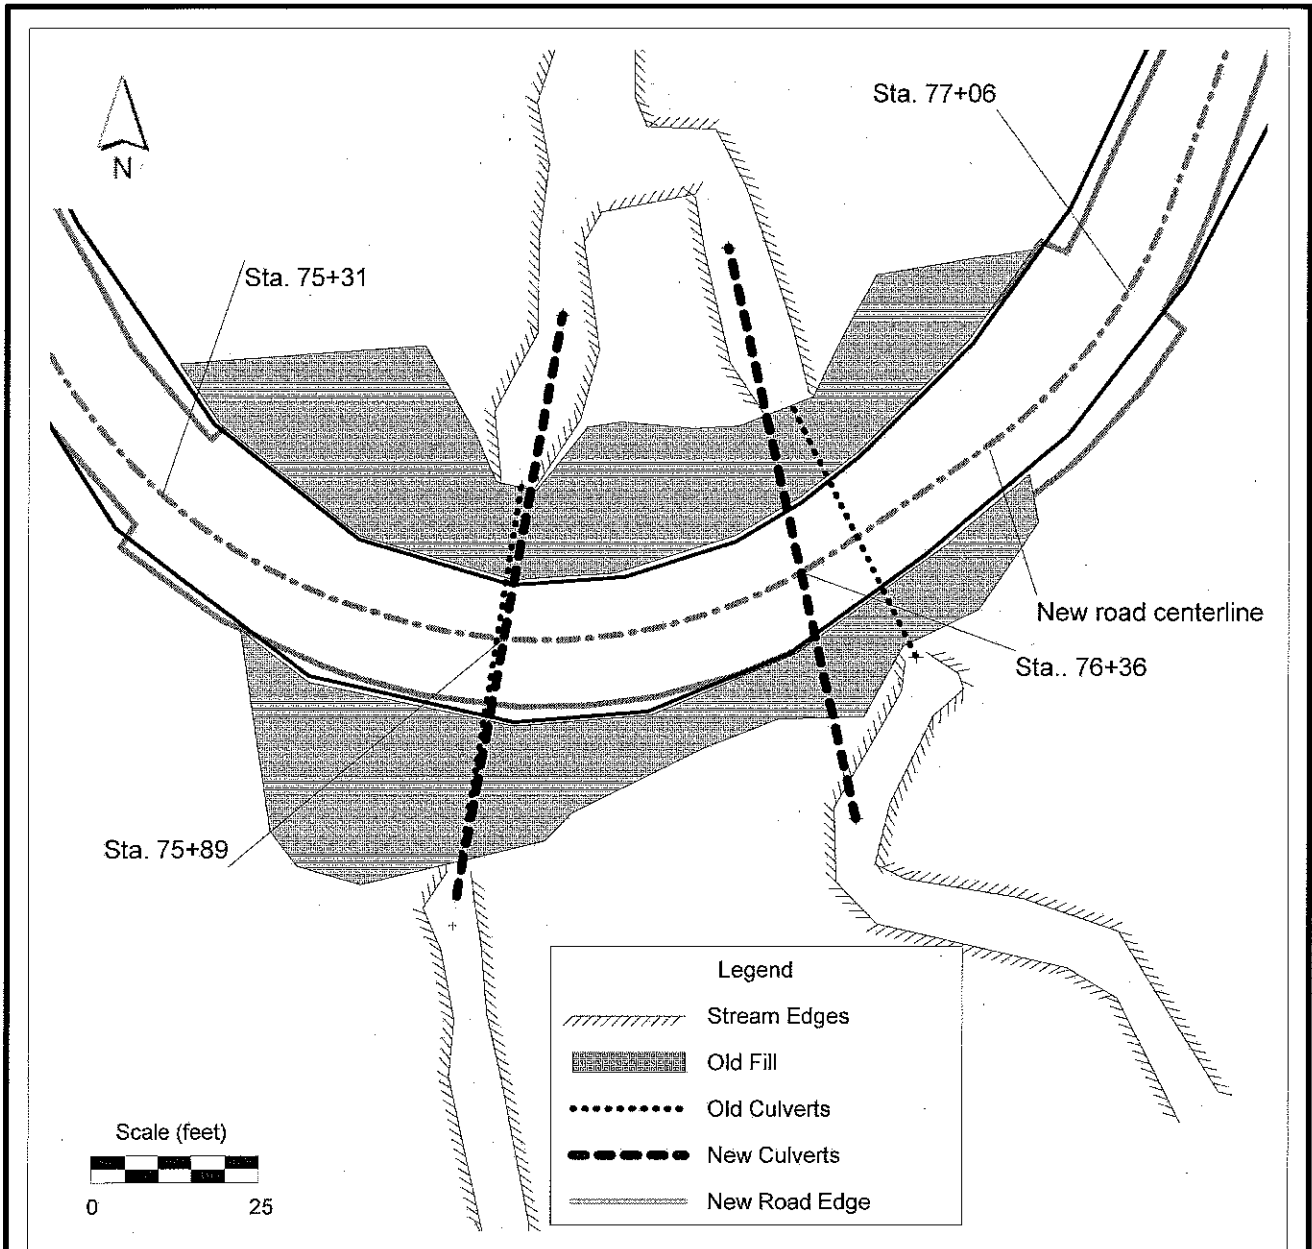 Sta. 77+06
N
Sta. 75+31
New road centerline
Sta.. 76+36
Sta. 75+89
Legend
Stream Edges
Old Fill
Old Culverts
New Culverts
New Road Edge
Scale (feet)
0 25